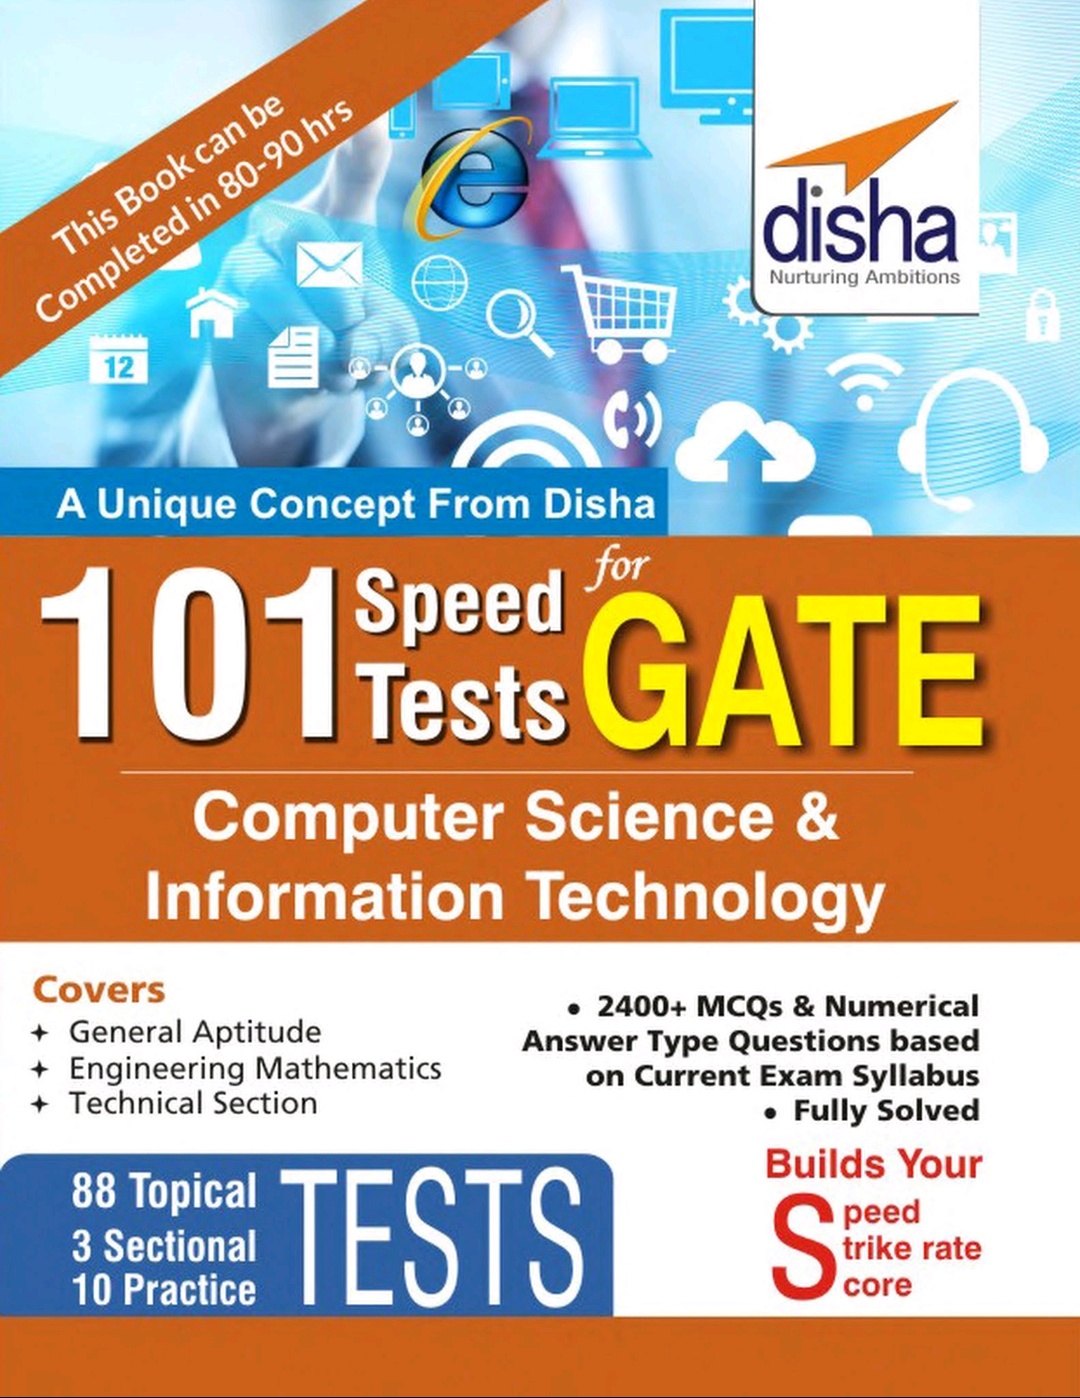 This Book can be
Completed in 80-90 hrs
disha
Nurturing Ambitions
12
A Unique Concept From Disha
101 Speed Tests for GATE
Computer Science &
Information Technology
Covers
General Aptitude
Engineering Mathematics
Technical Section
• 2400+ MCQs & Numerical
Answer Type Questions based
on Current Exam Syllabus
• Fully Solved
88 Topical
3 Sectional
10 Practice
TESTS
Builds Your
Speed
Strike rate
Score